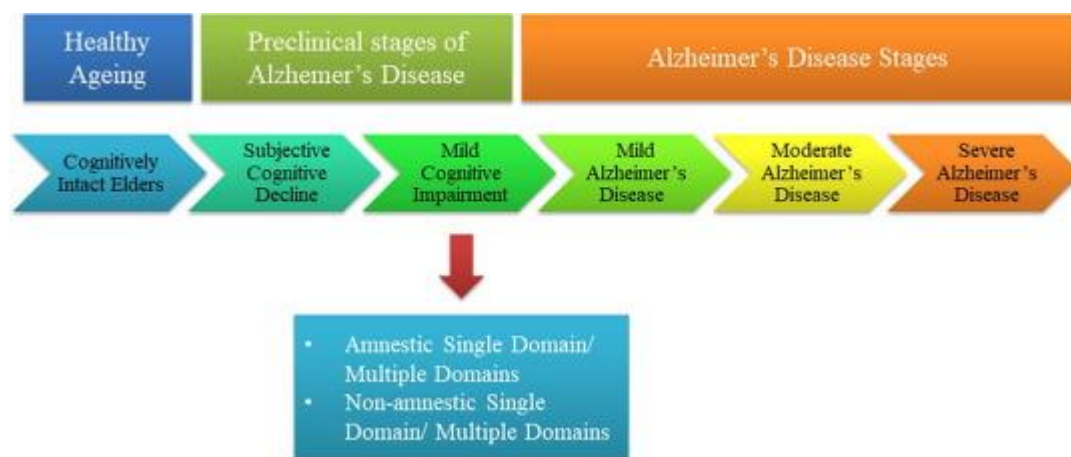 Healthy
Ageing
Preclinical stages of
Alzhemer's Disease
Alzheimer's Disease Stages
Cognitively
Intact Elders
Subjective
Cognitive
Decline
Mild
Cognitive
Impairment
Mild
Alzheimer's
Disease
Moderate
Alzheimer's
Disease
Severe
Alzheimer's
Disease
• Amnestic Single Domain/
Multiple Domains
• Non-amnestic Single
Domain/ Multiple Domains